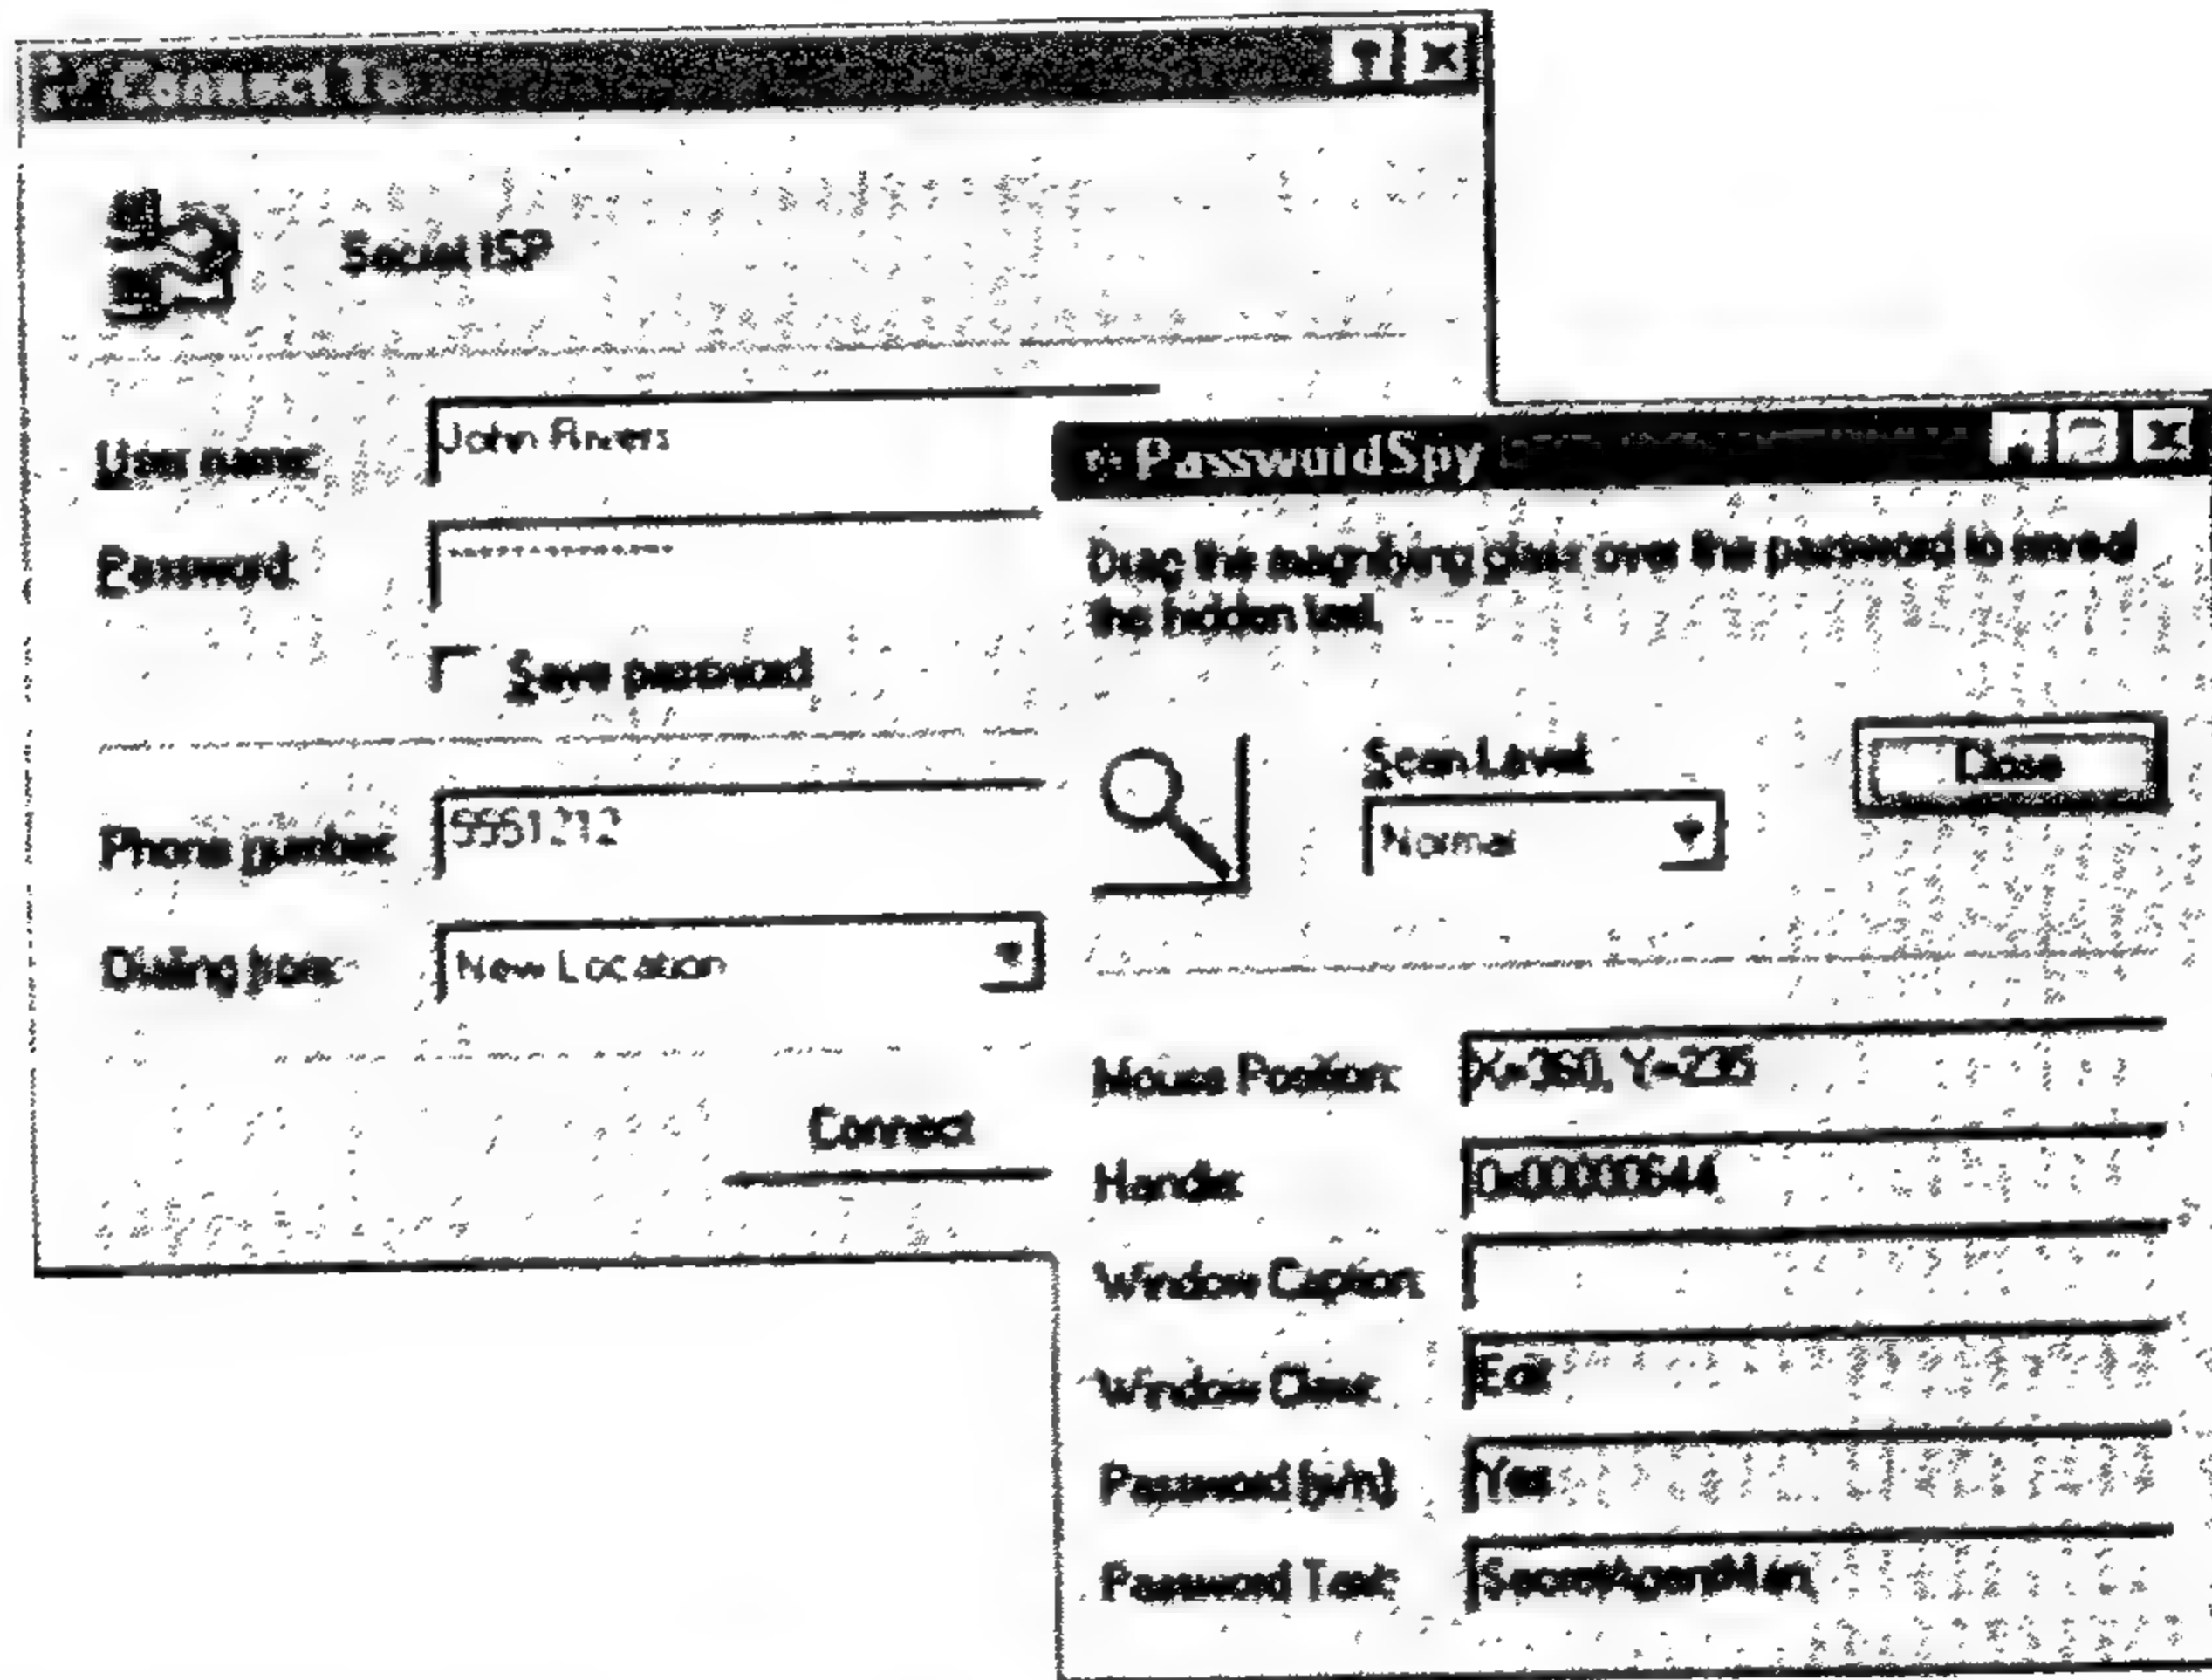 Connect To
Social ISP
User name:
John Rivers
Password:
Save password
Phone number:
5551212
Dialing from:
New Location
Connect
PasswordSpy
Drag the magnifying glass over the password to reveal
the hidden text.
Scan Level:
Normal
Close
Mouse Position:
X=360, Y=235
Handle:
0x00000644
Window Caption:
Window Class:
Edit
Password (y/n)
Yes
Password Text:
SecretAgentMan